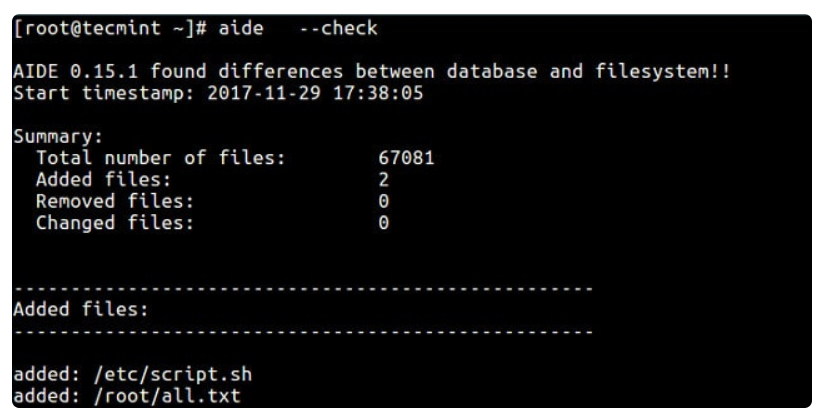 [root@tecmint ~]# aide   --check
AIDE 0.15.1 found differences between database and filesystem!!
Start timestamp: 2017-11-29 17:38:05
Summary:
  Total number of files:        67081
  Added files:                  2
  Removed files:                0
  Changed files:                0
---------------------------------------------------
Added files:
---------------------------------------------------
added: /etc/script.sh
added: /root/all.txt